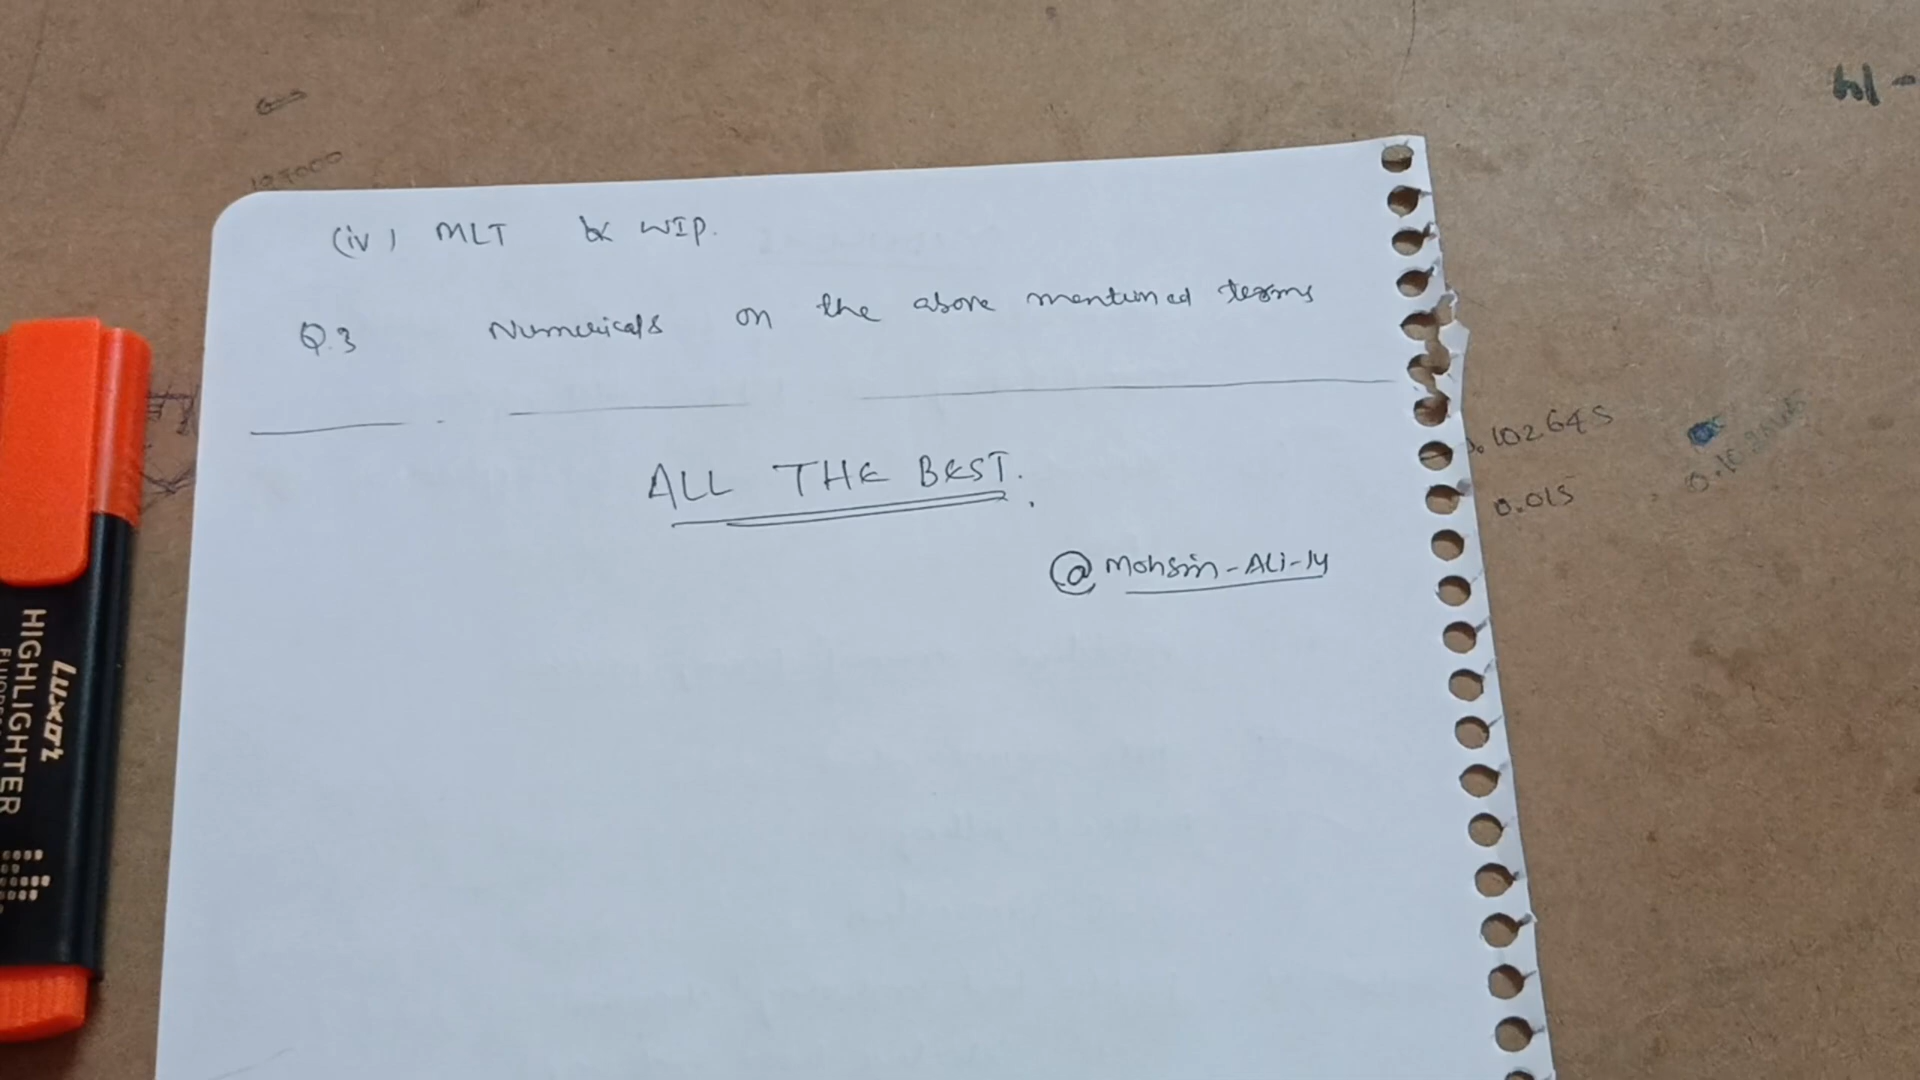 (iv) MLT & WIP.
Q.3 Numericals on the above mentioned terms
ALL THE BEST.
@mohsin-Ali-14
0.015
Luxor
HIGHLIGHTER